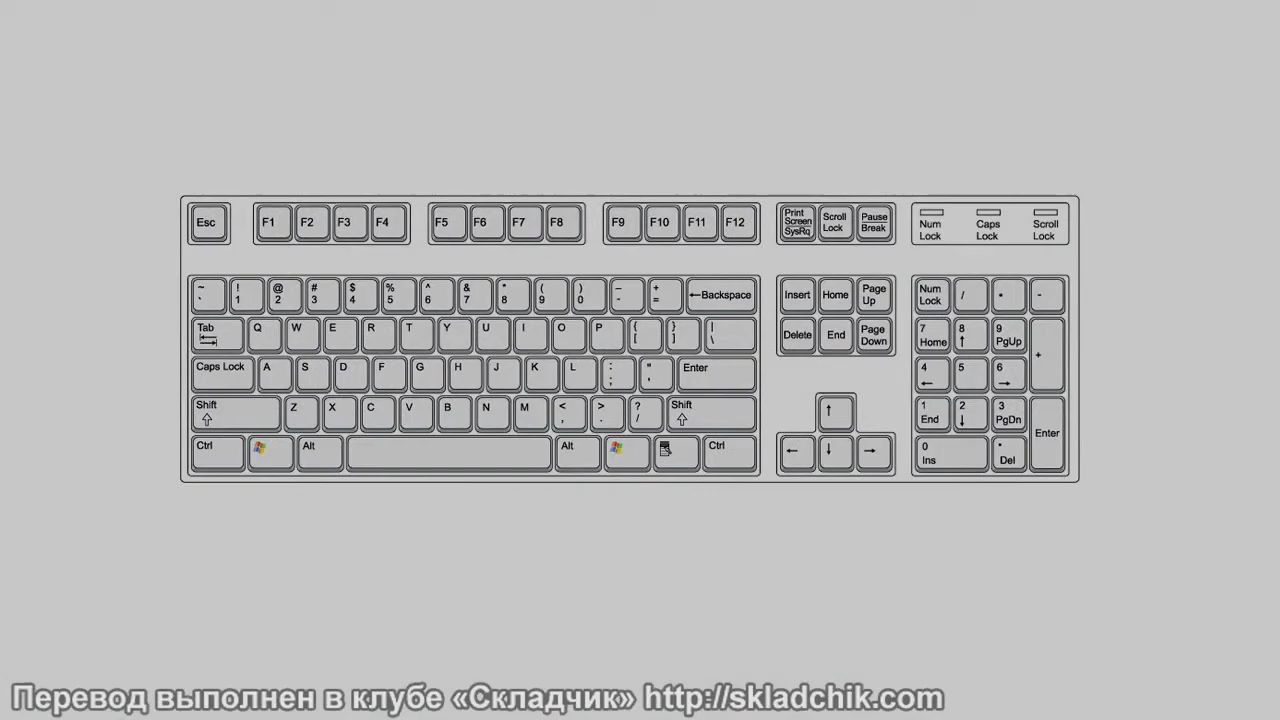 Esc F1 F2 F3 F4 F5 F6 F7 F8 F9 F10 F11 F12 Print Screen SysRq Scroll Lock Pause Break Num Lock Caps Lock Scroll Lock
~ ` ! 1 @ 2 # 3 $ 4 % 5 ^ 6 & 7 * 8 ( 9 ) 0 _ - + = ←Backspace Insert Home Page Up Num Lock / * -
Tab Q W E R T Y U I O P { [ } ] | \ Delete End Page Down 7 Home 8 ↑ 9 PgUp +
Caps Lock A S D F G H J K L : ; " ' Enter 4 ← 5 6 →
Shift ⇧ Z X C V B N M < , > . ? / Shift ⇧ ↑ 1 End 2 ↓ 3 PgDn Enter
Ctrl Alt Alt Ctrl ← ↓ → 0 Ins • Del
Перевод выполнен в клубе «Складчик» http://skladchik.com